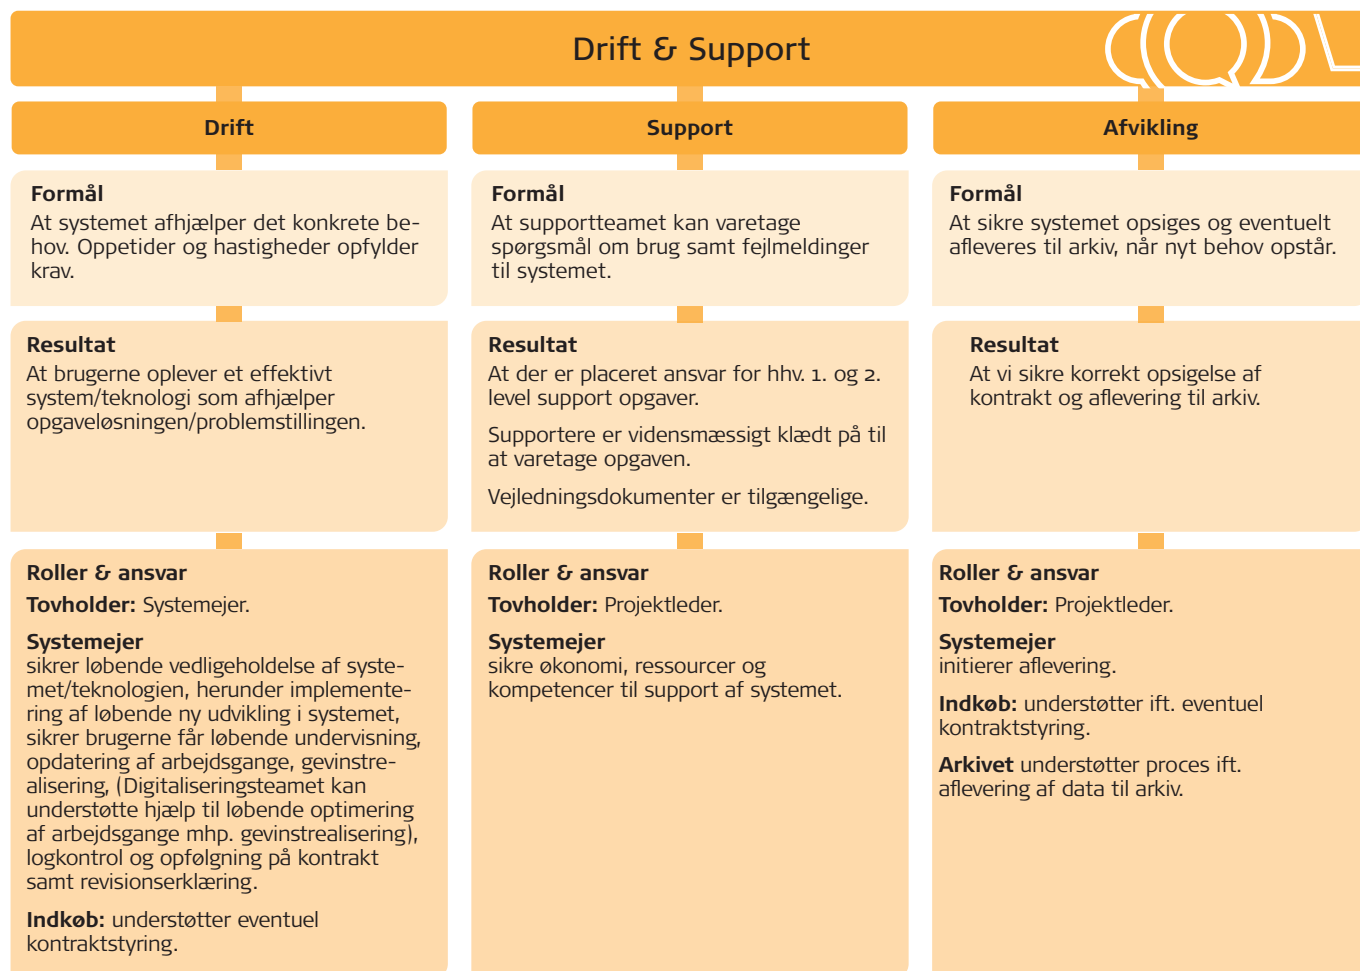 Drift & Support
Drift
Formål
At systemet afhjælper det konkrete be-
hov. Oppetider og hastigheder opfylder
krav.
Resultat
At brugerne oplever et effektivt
system/teknologi som afhjælper
opgaveløsningen/problemstillingen.
Roller & ansvar
Tovholder: Systemejer.
Systemejer
sikrer løbende vedligeholdelse af syste-
met/teknologien, herunder implemente-
ring af løbende ny udvikling i systemet,
sikrer brugerne får løbende undervisning,
opdatering af arbejdsgange, gevinstre-
alisering, (Digitaliseringsteamet kan
understøtte hjælp til løbende optimering
af arbejdsgange mhp. gevinstrealisering),
logkontrol og opfølgning på kontrakt
samt revisionserklæring.
Indkøb: understøtter eventuel
kontraktstyring.
Support
Formål
At supportteamet kan varetage
spørgsmål om brug samt fejlmeldinger
til systemet.
Resultat
At der er placeret ansvar for hhv. 1. og 2.
level support opgaver.
Supportere er vidensmæssigt klædt på til
at varetage opgaven.
Vejledningsdokumenter er tilgængelige.
Roller & ansvar
Tovholder: Projektleder.
Systemejer
sikre økonomi, ressourcer og
kompetencer til support af systemet.
Afvikling
Formål
At sikre systemet opsiges og eventuelt
afleveres til arkiv, når nyt behov opstår.
Resultat
At vi sikre korrekt opsigelse af
kontrakt og aflevering til arkiv.
Roller & ansvar
Tovholder: Projektleder.
Systemejer
initierer aflevering.
Indkøb: understøtter ift. eventuel
kontraktstyring.
Arkivet understøtter proces ift.
aflevering af data til arkiv.